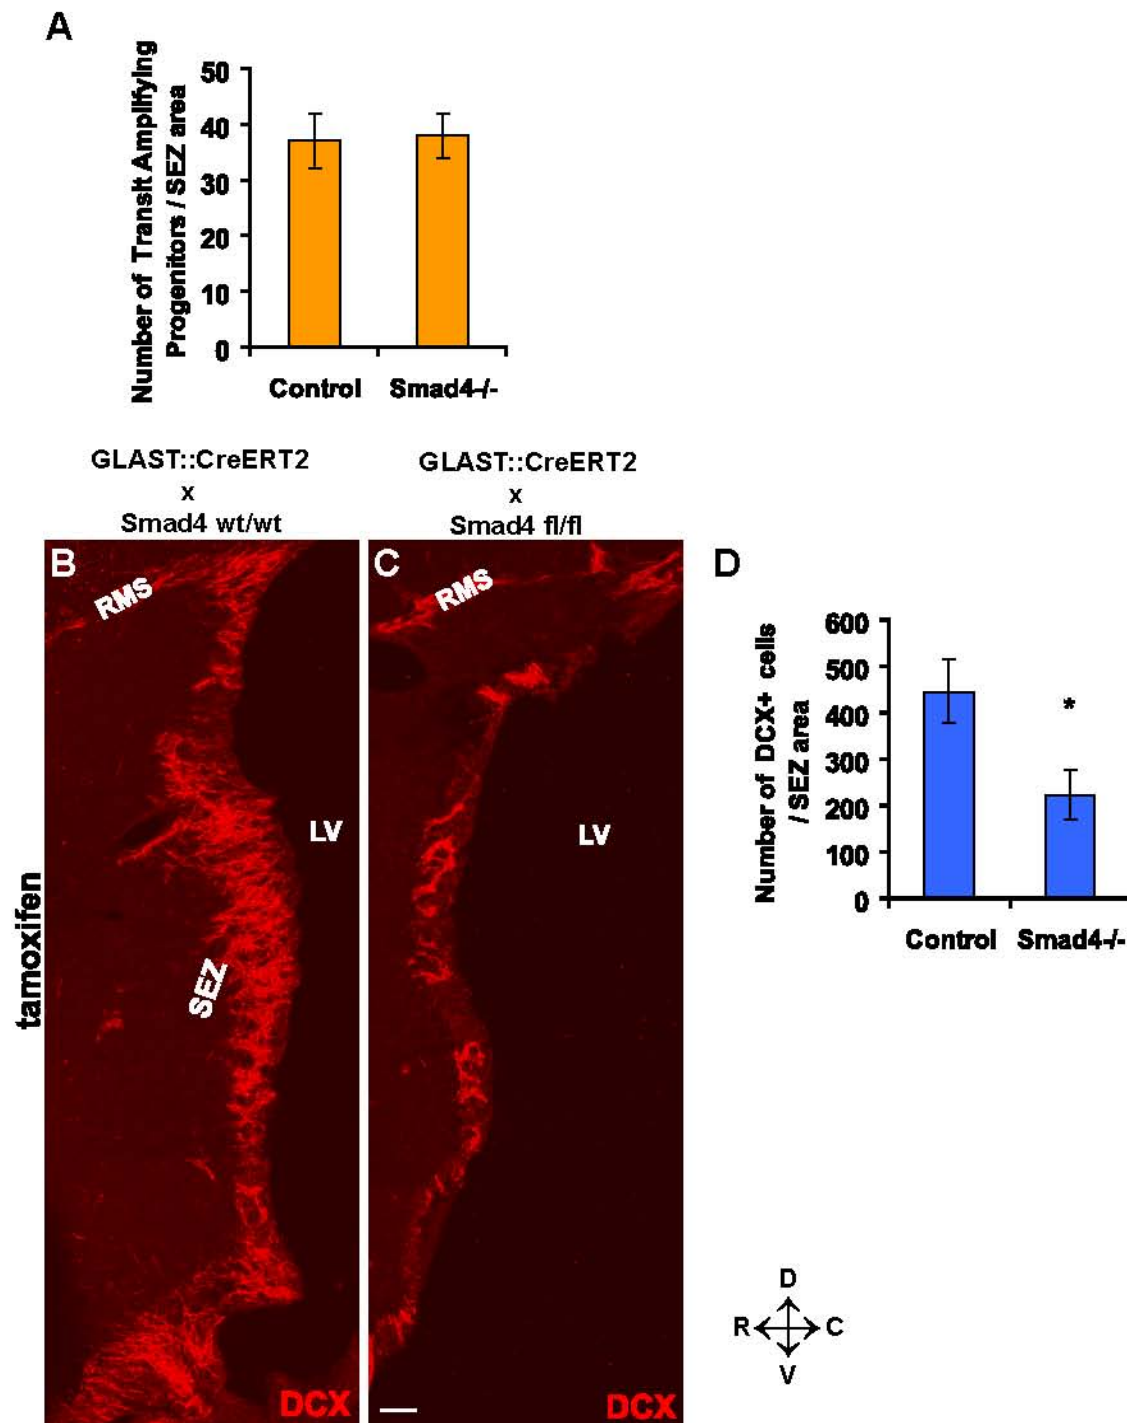 A
Number of Transit Amplifying
Progenitors / SEZ area
50
40
30
20
10
0
Control
Smad4-/-
GLAST::CreERT2
x
Smad4 wt/wt
GLAST::CreERT2
x
Smad4 fl/fl
tamoxifen
B
RMS
LV
SEZ
DCX
C
RMS
LV
DCX
D
Number of DCX+ cells
/ SEZ area
600
500
400
300
200
100
0
*
Control
Smad4-/-
D
R
C
V